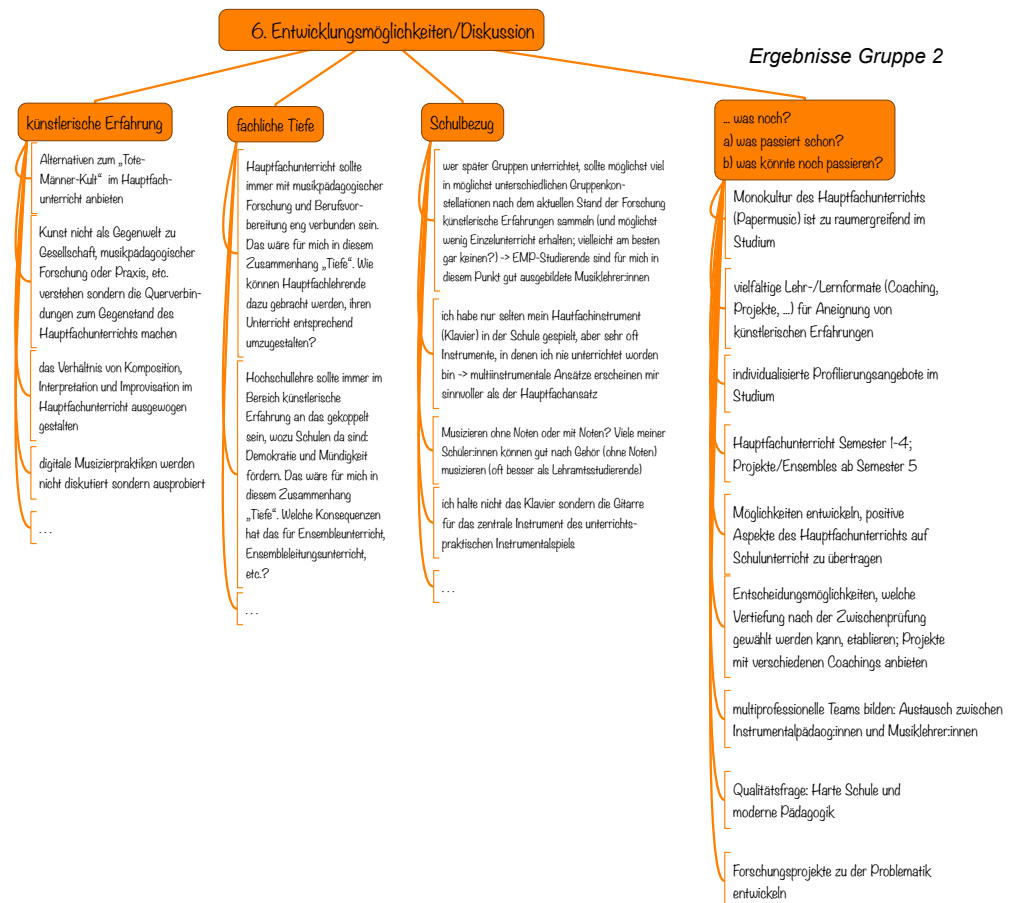 6. Entwicklungsmöglichkeiten/Diskussion
Ergebnisse Gruppe 2
künstlerische Erfahrung
Alternativen zum „Tote-
Männer-Kult“ im Hauptfach-
unterricht anbieten
Kunst nicht als Gegenwelt zu
Gesellschaft, musikpädagogischer
Forschung oder Praxis, etc.
verstehen sondern die Querverbin-
dungen zum Gegenstand des
Hauptfachunterrichts machen
das Verhältnis von Komposition,
Interpretation und Improvisation im
Hauptfachunterricht ausgewogen
gestalten
digitale Musizierpraktiken werden
nicht diskutiert sondern ausprobiert
...
fachliche Tiefe
Hauptfachunterricht sollte
immer mit musikpädagogischer
Forschung und Berufsvor-
bereitung eng verbunden sein.
Das wäre für mich in diesem
Zusammenhang „Tiefe“. Wie
können Hauptfachlehrende
dazu gebracht werden, ihren
Unterricht entsprechend
umzugestalten?
Hochschullehre sollte immer im
Bereich künstlerische
Erfahrung an das gekoppelt
sein, wozu Schulen da sind:
Demokratie und Mündigkeit
fördern. Das wäre für mich in
diesem Zusammenhang
„Tiefe“. Welche Konsequenzen
hat das für Ensembleunterricht,
Ensembleleitungsunterricht,
etc.?
...
Schulbezug
wer später Gruppen unterrichtet, sollte möglichst viel
in möglichst unterschiedlichen Gruppenkon-
stellationen nach dem aktuellen Stand der Forschung
künstlerische Erfahrungen sammeln (und möglichst
wenig Einzelunterricht erhalten; vielleicht am besten
gar keinen?) -> EMP-Studierende sind für mich in
diesem Punkt gut ausgebildete Musiklehrer:innen
ich habe nur selten mein Hautfachinstrument
(Klavier) in der Schule gespielt, aber sehr oft
Instrumente, in denen ich nie unterrichtet worden
bin -> multiinstrumentale Ansätze erscheinen mir
sinnvoller als der Hauptfachansatz
Musizieren ohne Noten oder mit Noten? Viele meiner
Schüler:innen können gut nach Gehör (ohne Noten)
musizieren (oft besser als Lehramtsstudierende)
ich halte nicht das Klavier sondern die Gitarre
für das zentrale Instrument des unterrichts-
praktischen Instrumentalspiels
...
... was noch?
a) was passiert schon?
b) was könnte noch passieren?
Monokultur des Hauptfachunterrichts
(Papermusic) ist zu raumergreifend im
Studium
vielfältige Lehr-/Lernformate (Coaching,
Projekte, ...) für Aneignung von
künstlerischen Erfahrungen
individualisierte Profilierungsangebote im
Studium
Hauptfachunterricht Semester 1-4;
Projekte/Ensembles ab Semester 5
Möglichkeiten entwickeln, positive
Aspekte des Hauptfachunterrichts auf
Schulunterricht zu übertragen
Entscheidungsmöglichkeiten, welche
Vertiefung nach der Zwischenprüfung
gewählt werden kann, etablieren; Projekte
mit verschiedenen Coachings anbieten
multiprofessionelle Teams bilden: Austausch zwischen
Instrumentalpädaog:innen und Musiklehrer:innen
Qualitätsfrage: Harte Schule und
moderne Pädagogik
Forschungsprojekte zu der Problematik
entwickeln